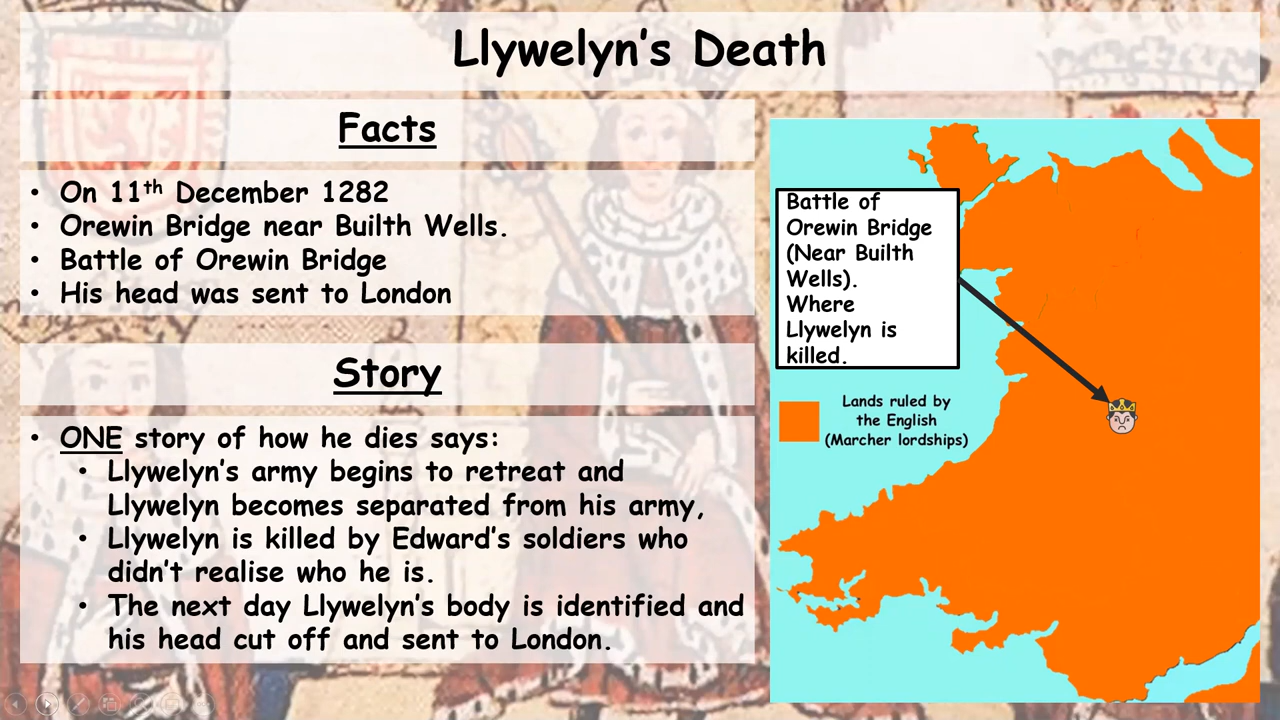 Llywelyn's Death
Facts
• On 11th December 1282
• Orewin Bridge near Builth Wells.
• Battle of Orewin Bridge
• His head was sent to London
Story
• ONE story of how he dies says:
• Llywelyn's army begins to retreat and
Llywelyn becomes separated from his army,
• Llywelyn is killed by Edward's soldiers who
didn't realise who he is.
• The next day Llywelyn's body is identified and
his head cut off and sent to London.
Battle of
Orewin Bridge
(Near Builth
Wells).
Where
Llywelyn is
killed.
Lands ruled by
the English
(Marcher lordships)